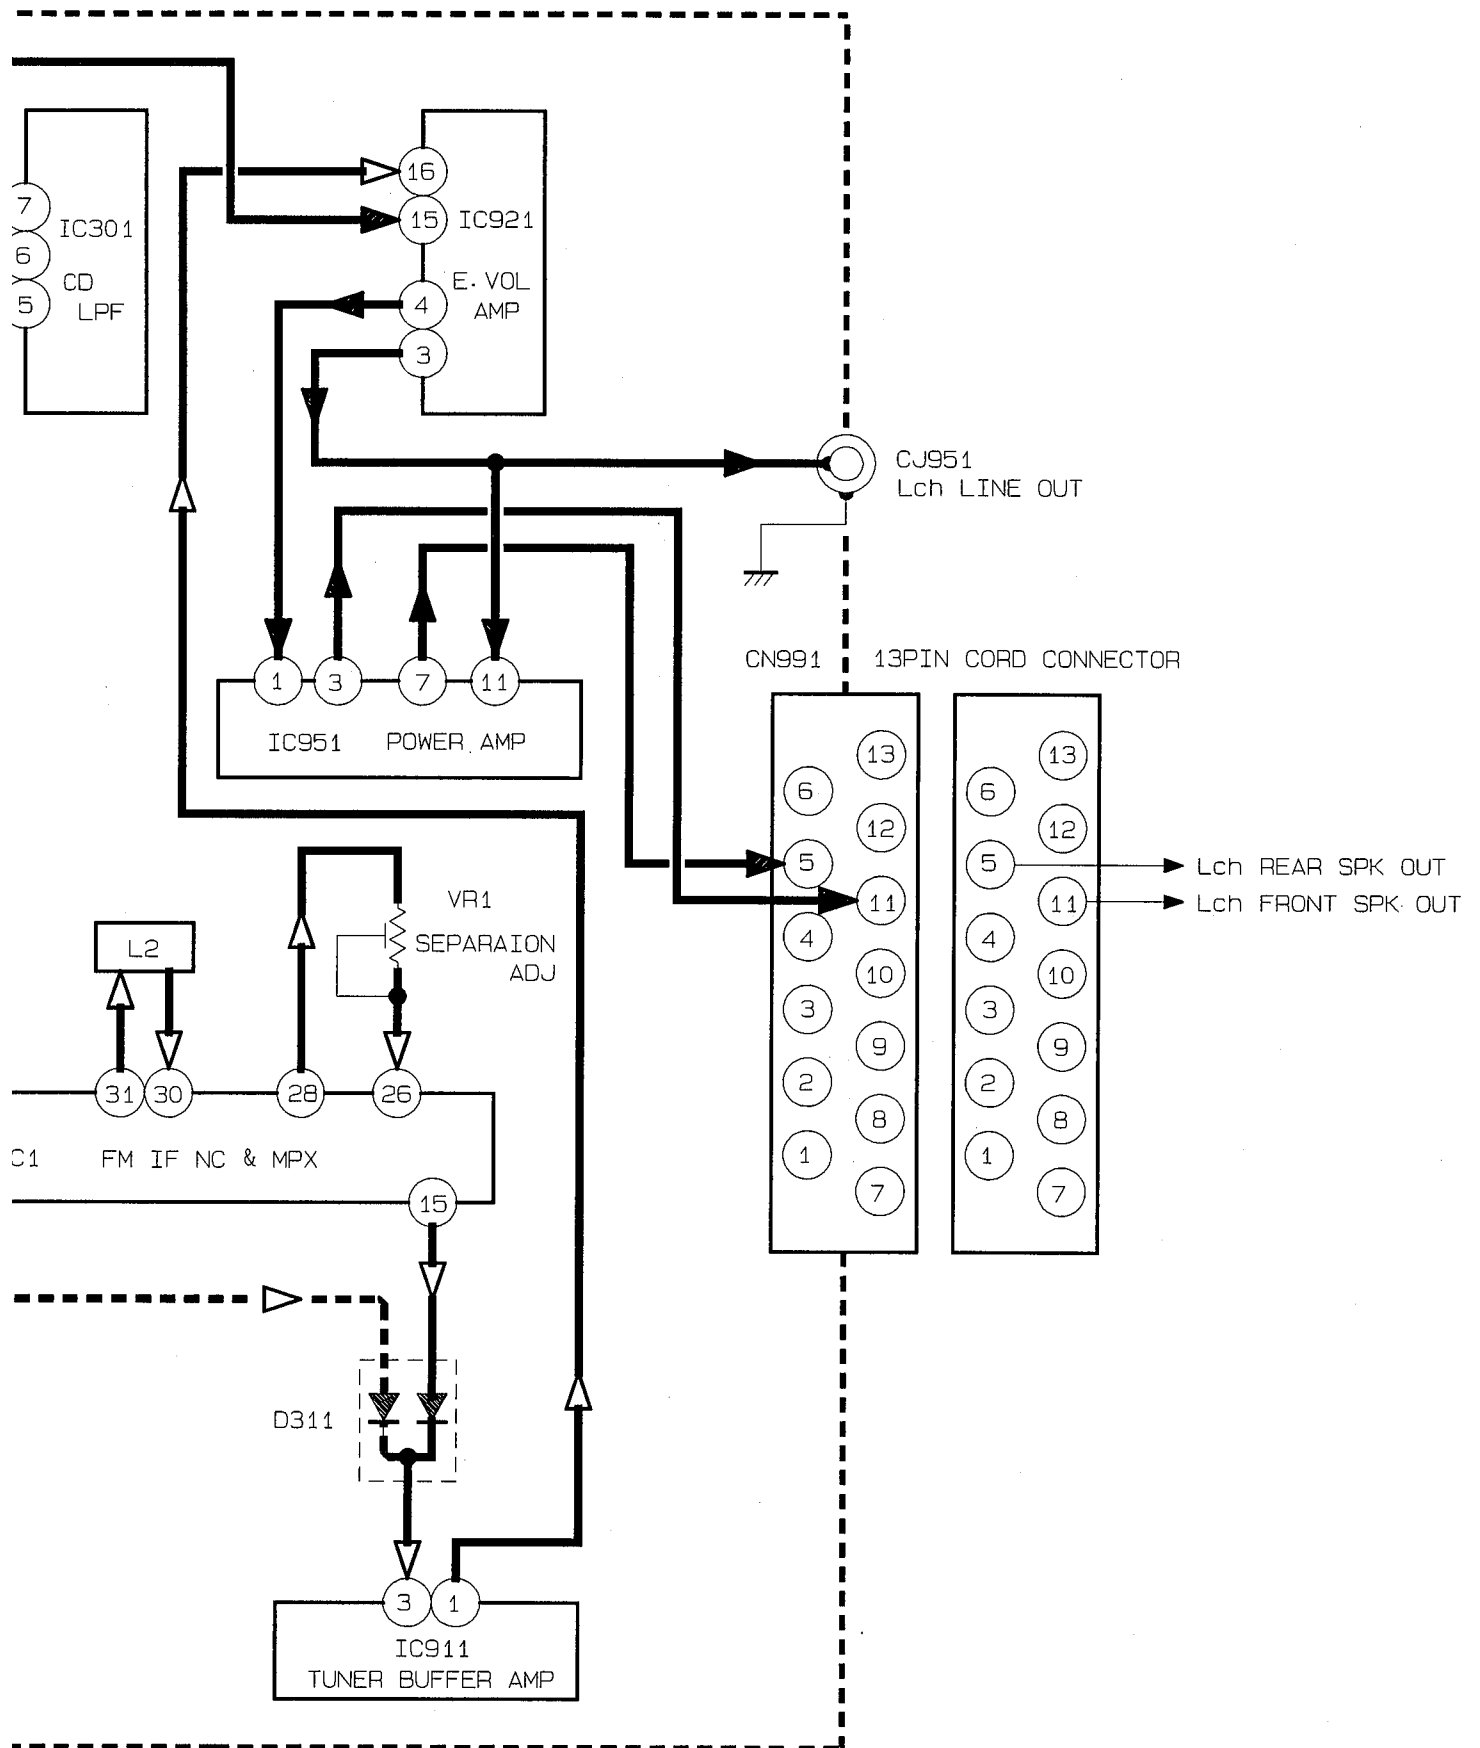 16
7
IC301
15
IC921
6
CD
E.VOL
5
LPF
4
AMP
3
CJ951
Lch LINE OUT
CN991
13PIN CORD CONNECTOR
1
3
7
11
IC951
POWER AMP
13
6
12
5
11
4
10
3
9
2
8
1
7
13
6
12
5
11
4
10
3
9
2
8
1
7
Lch REAR SPK OUT
Lch FRONT SPK OUT
VR1
SEPARAION
ADJ
L2
31
30
28
26
C1
FM IF NC & MPX
15
D311
3
1
IC911
TUNER BUFFER AMP